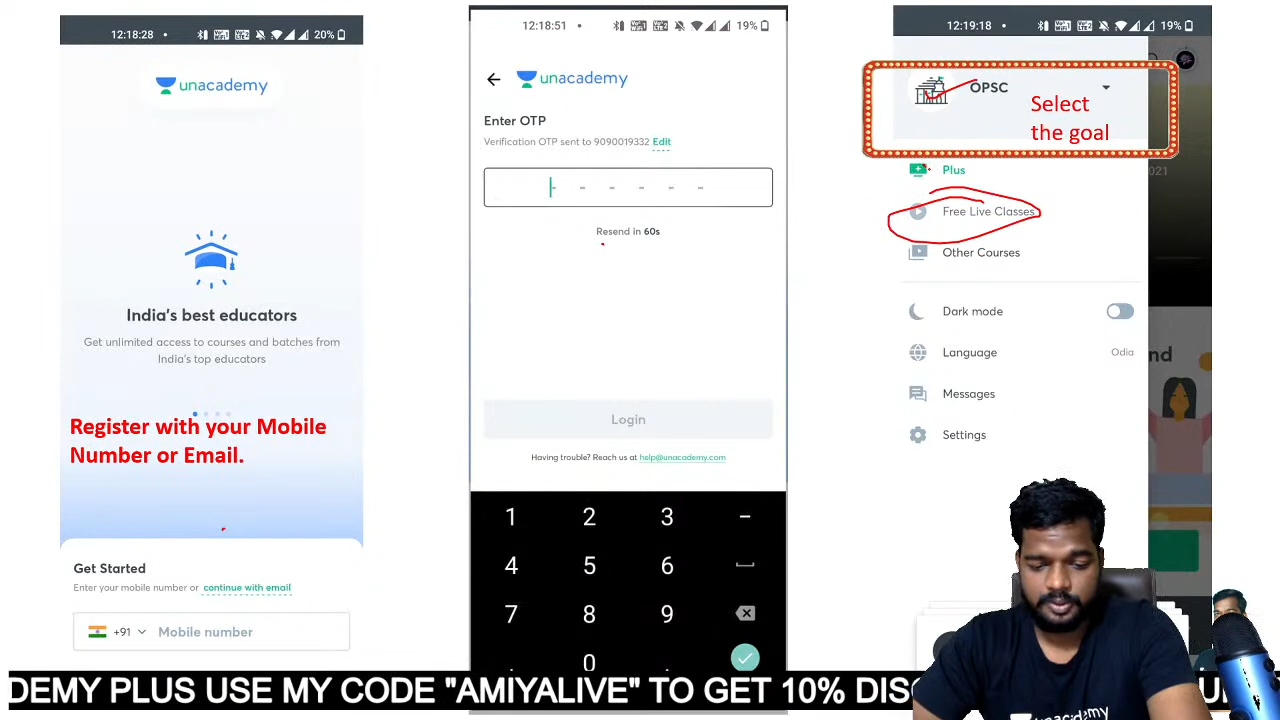 12:18:28
20%
unacademy
India's best educators
Get unlimited access to courses and batches from
India's top educators
Register with your Mobile
Number or Email.
Get Started
Enter your mobile number or continue with email
+91 Mobile number
12:18:51
19%
unacademy
Enter OTP
Verification OTP sent to 9090019332 Edit
- - - - - -
Resend in 60s
Login
Having trouble? Reach us at help@unacademy.com
1 2 3 -
4 5 6
7 8 9
0
12:19:18
19%
OPSC
Select
the goal
Plus
2021
Free Live Classes
Other Courses
Dark mode
Language Odia
Messages
Settings
unacademy
DEMY PLUS USE MY CODE "AMIYALIVE" TO GET 10% DISC